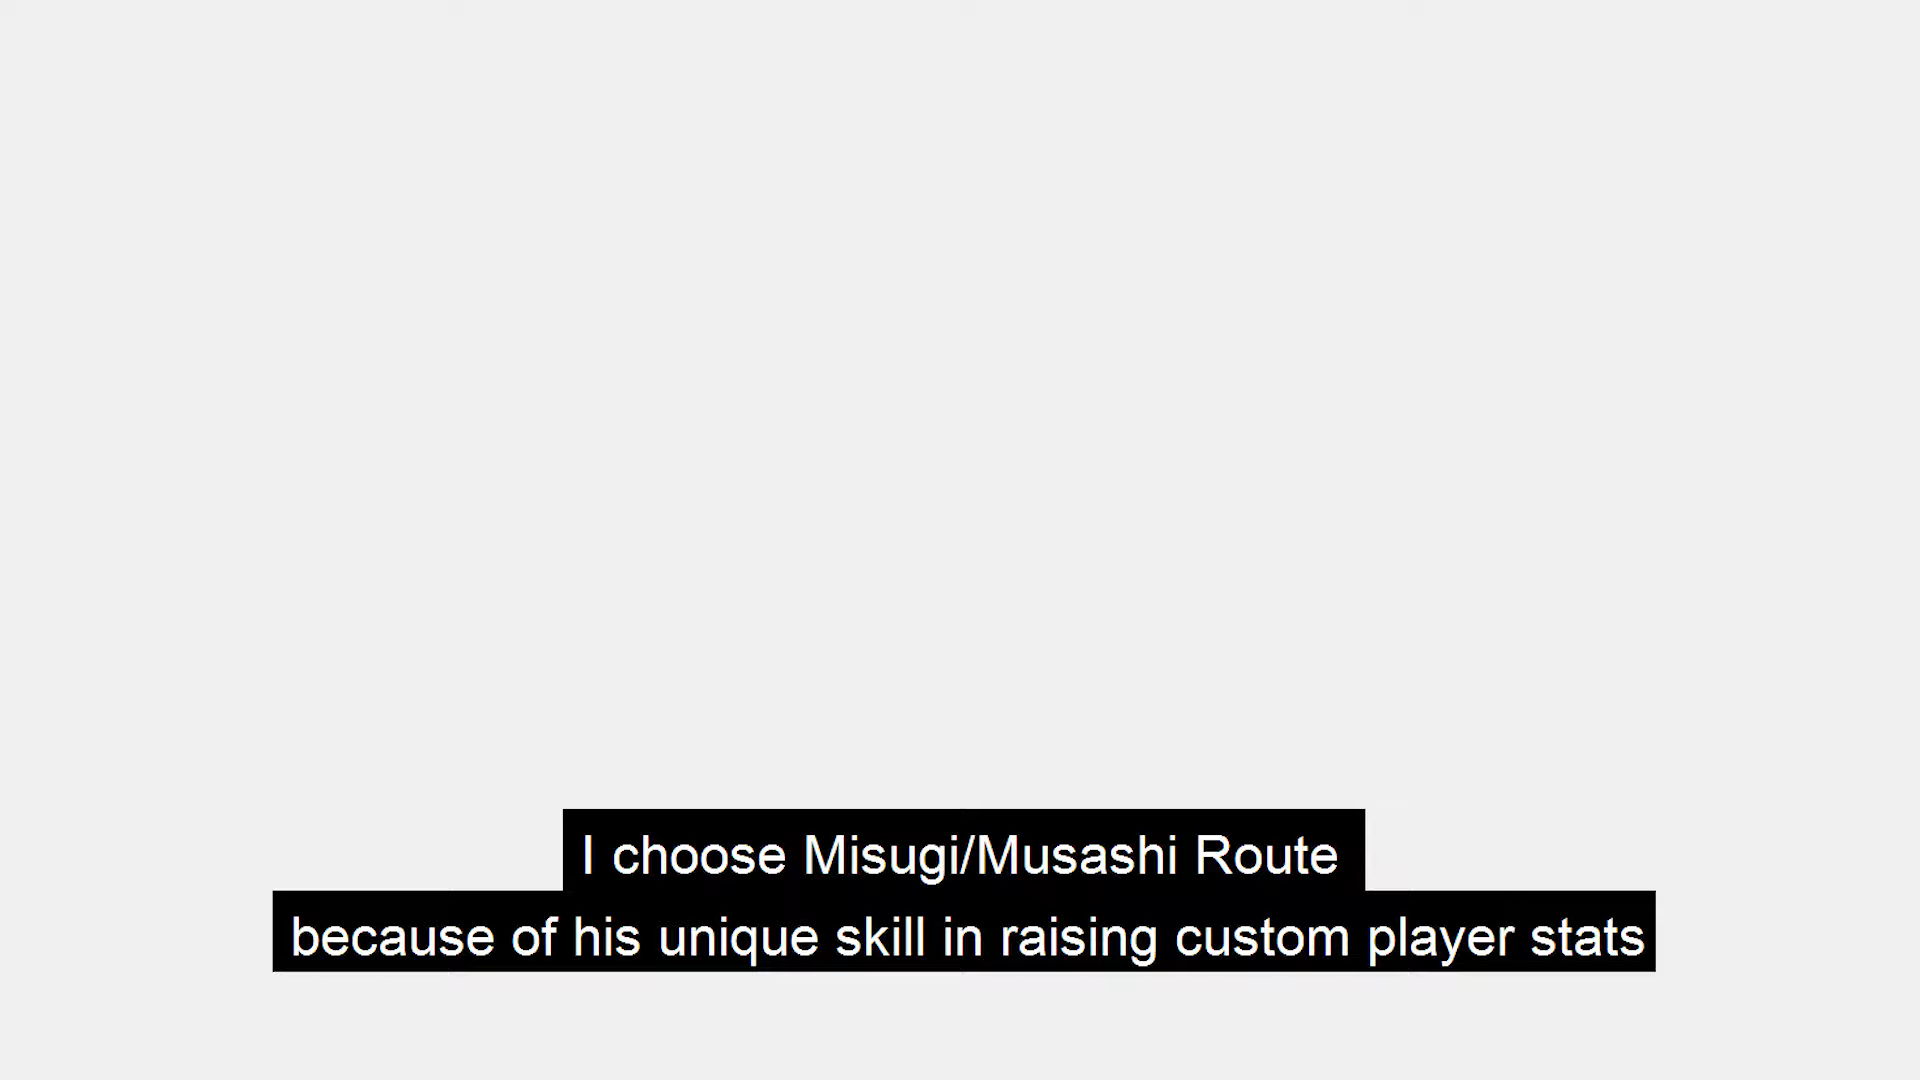 I choose Misugi/Musashi Route
because of his unique skill in raising custom player stats